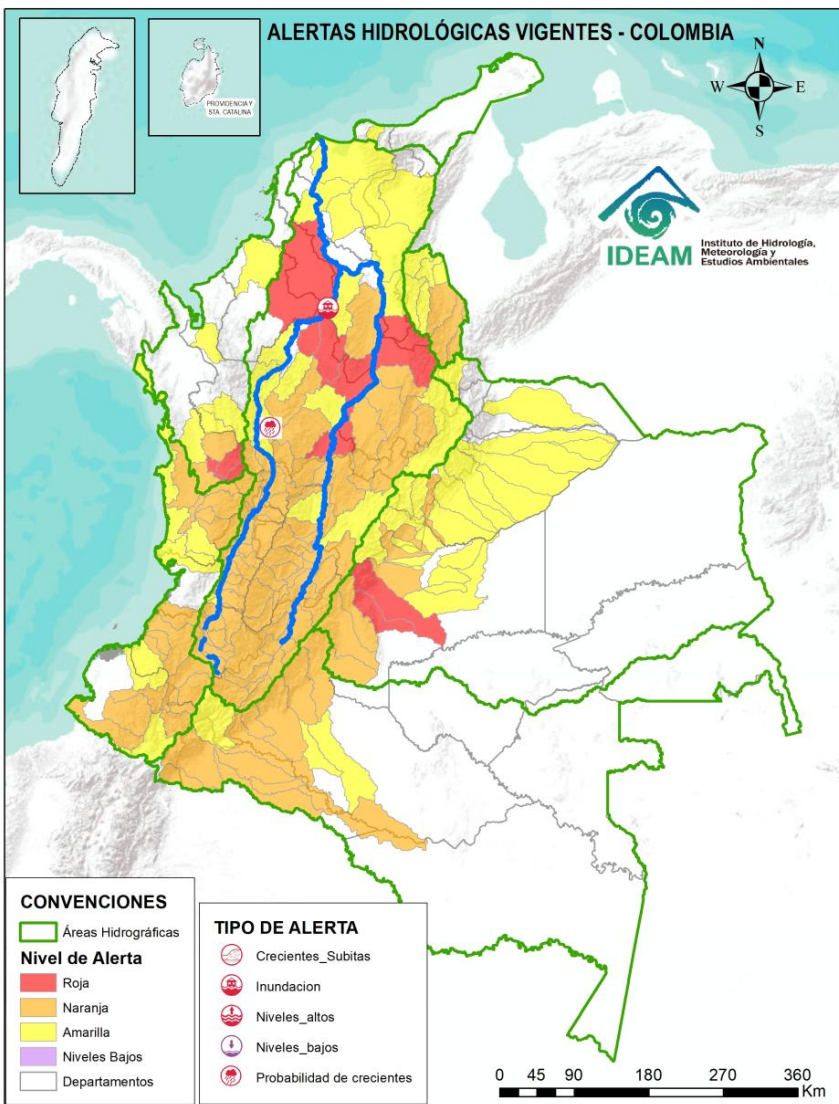 ALERTAS HIDROLÓGICAS VIGENTES - COLOMBIA
PROVIDENCIA Y
STA. CATALINA
N
W
E
S
IDEAM
Instituto de Hidrología,
Meteorología y
Estudios Ambientales
CONVENCIONES
Áreas Hidrográficas
Nivel de Alerta
Roja
Naranja
Amarilla
Niveles Bajos
Departamentos
TIPO DE ALERTA
Crecientes_Subitas
Inundacion
Niveles_altos
Niveles_bajos
Probabilidad de crecientes
0 45 90 180 270 360
Km